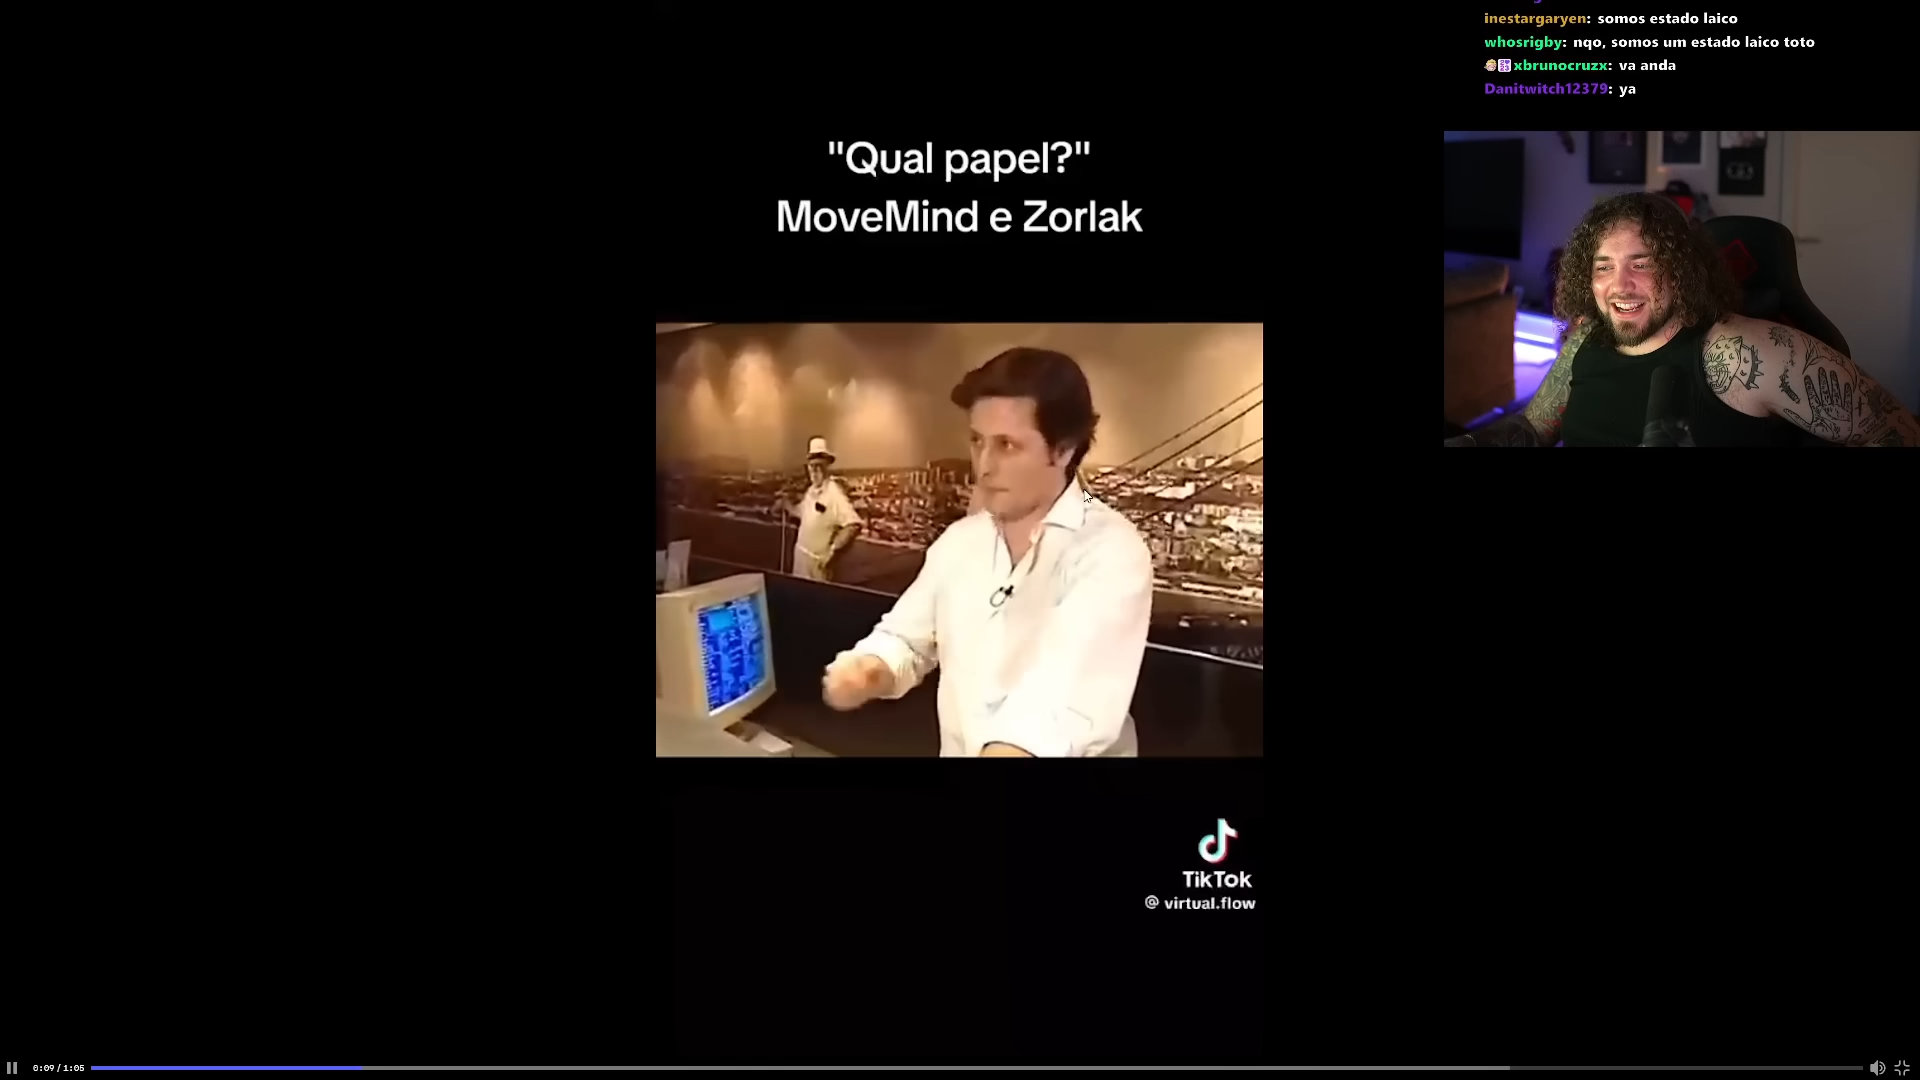 inestargaryen: somos estado laico
whosrigby: nqo, somos um estado laico toto
xbrunocruzx: va anda
Danitwitch12379: ya
"Qual papel?"
MoveMind e Zorlak
TikTok
@ virtual.flow
0:09 / 1:05